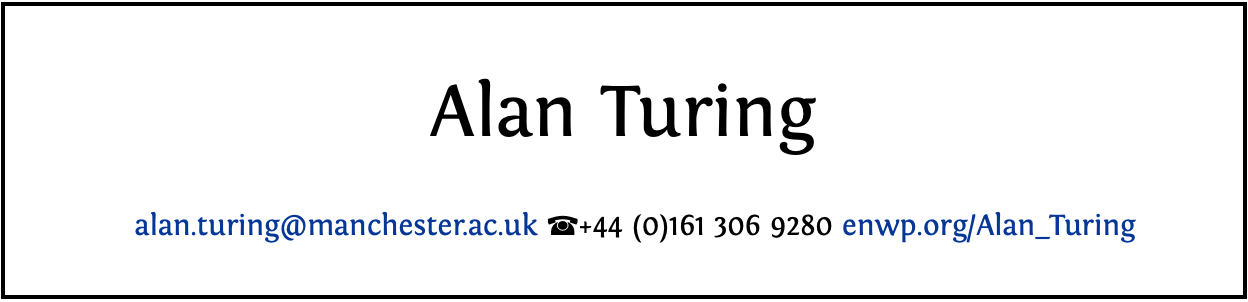 Alan Turing
alan.turing@manchester.ac.uk ☎+44 (0)161 306 9280 enwp.org/Alan_Turing